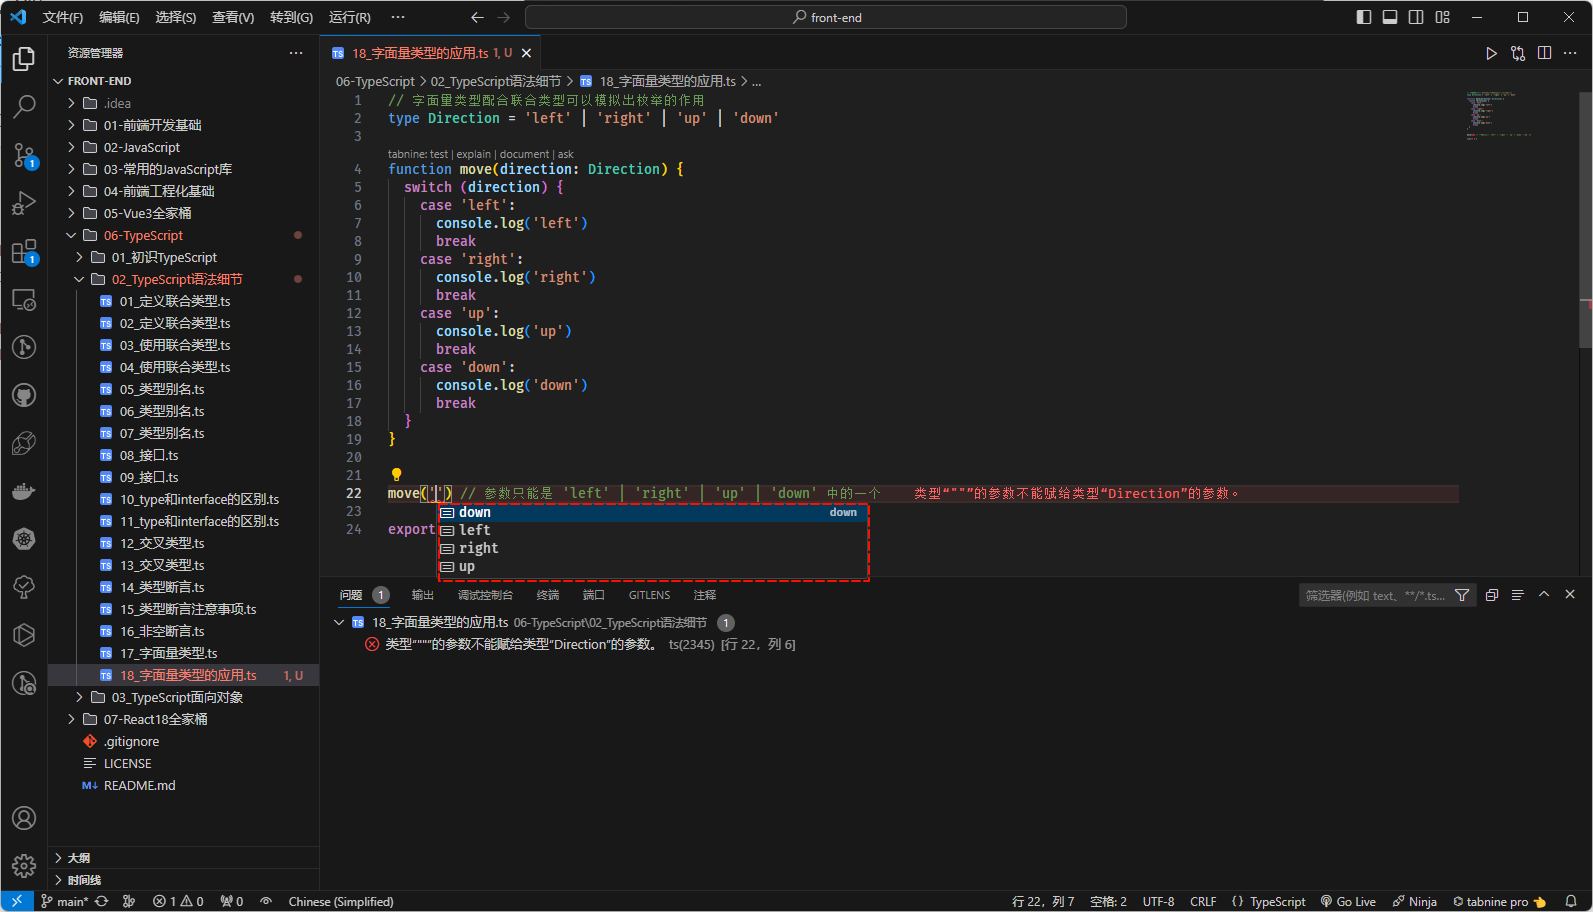 文件(F) 编辑(E) 选择(S) 查看(V) 转到(G) 运行(R) ··· front-end
资源管理器 ···
FRONT-END
.idea
01-前端开发基础
02-JavaScript
03-常用的JavaScript库
04-前端工程化基础
05-Vue3全家桶
06-TypeScript
01_初识TypeScript
02_TypeScript语法细节
TS 01_定义联合类型.ts
TS 02_定义联合类型.ts
TS 03_使用联合类型.ts
TS 04_使用联合类型.ts
TS 05_类型别名.ts
TS 06_类型别名.ts
TS 07_类型别名.ts
TS 08_接口.ts
TS 09_接口.ts
TS 10_type和interface的区别.ts
TS 11_type和interface的区别.ts
TS 12_交叉类型.ts
TS 13_交叉类型.ts
TS 14_类型断言.ts
TS 15_类型断言注意事项.ts
TS 16_非空断言.ts
TS 17_字面量类型.ts
TS 18_字面量类型的应用.ts 1, U
03_TypeScript面向对象
07-React18全家桶
.gitignore
LICENSE
M↓ README.md
大纲
时间线
1
1
TS 18_字面量类型的应用.ts 1, U
06-TypeScript > 02_TypeScript语法细节 > TS 18_字面量类型的应用.ts > ...
1 // 字面量类型配合联合类型可以模拟出枚举的作用
2 type Direction = 'left' | 'right' | 'up' | 'down'
3
tabnine: test | explain | document | ask
4 function move(direction: Direction) {
5 switch (direction) {
6 case 'left':
7 console.log('left')
8 break
9 case 'right':
10 console.log('right')
11 break
12 case 'up':
13 console.log('up')
14 break
15 case 'down':
16 console.log('down')
17 break
18 }
19 }
20
21
22 move('') // 参数只能是 'left' | 'right' | 'up' | 'down' 中的一个 类型“"”"的参数不能赋给类型“Direction”的参数。
23
24 export
down down
left
right
up
问题 1 输出 调试控制台 终端 端口 GITLENS 注释 筛选器(例如 text、**/*.ts...
TS 18_字面量类型的应用.ts 06-TypeScript\02_TypeScript语法细节 1
类型“""”的参数不能赋给类型“Direction”的参数。 ts(2345) [行 22，列 6]
main* 1 0 0 Chinese (Simplified) 行 22，列 7 空格: 2 UTF-8 CRLF {} TypeScript Go Live Ninja tabnine pro